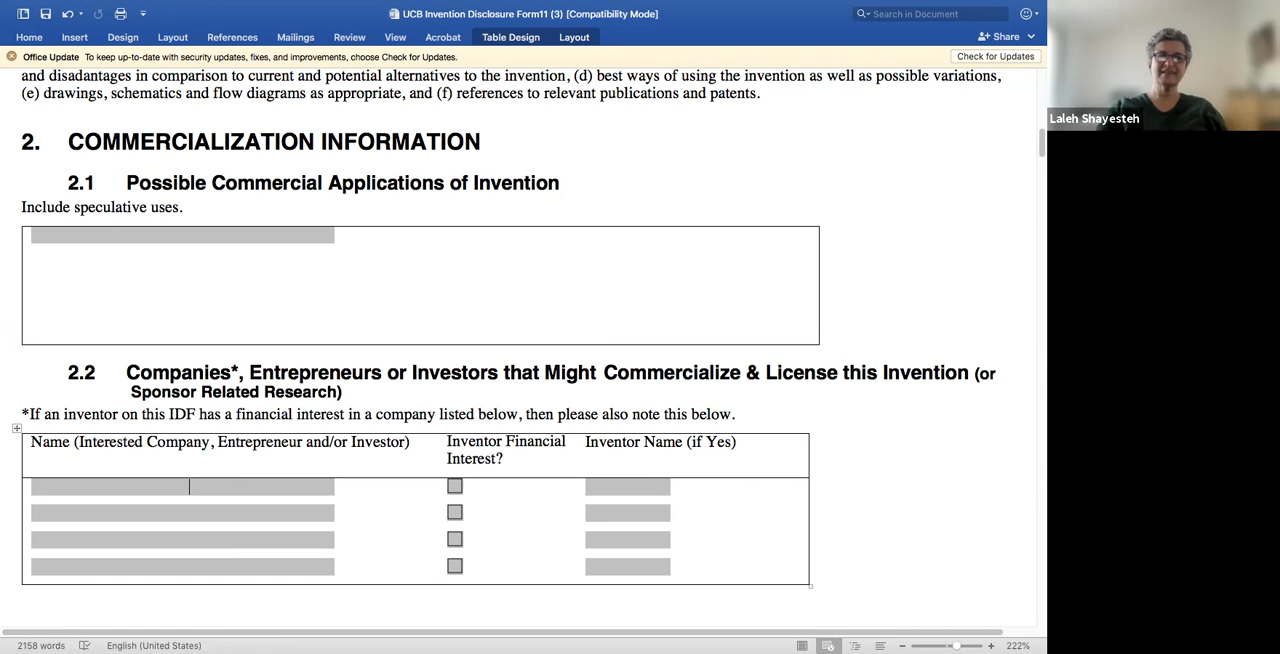 UCB Invention Disclosure Form11 (3) [Compatibility Mode]
Search in Document
Home Insert Design Layout References Mailings Review View Acrobat Table Design Layout
Share
Office Update To keep up-to-date with security updates, fixes, and improvements, choose Check for Updates.
Check for Updates
and disadantages in comparison to current and potential alternatives to the invention, (d) best ways of using the invention as well as possible variations,
(e) drawings, schematics and flow diagrams as appropriate, and (f) references to relevant publications and patents.
2. COMMERCIALIZATION INFORMATION
2.1 Possible Commercial Applications of Invention
Include speculative uses.
2.2 Companies*, Entrepreneurs or Investors that Might Commercialize & License this Invention (or
Sponsor Related Research)
*If an inventor on this IDF has a financial interest in a company listed below, then please also note this below.
Name (Interested Company, Entrepreneur and/or Investor) Inventor Financial Inventor Name (if Yes)
Interest?
2158 words English (United States) 222%
Laleh Shayesteh